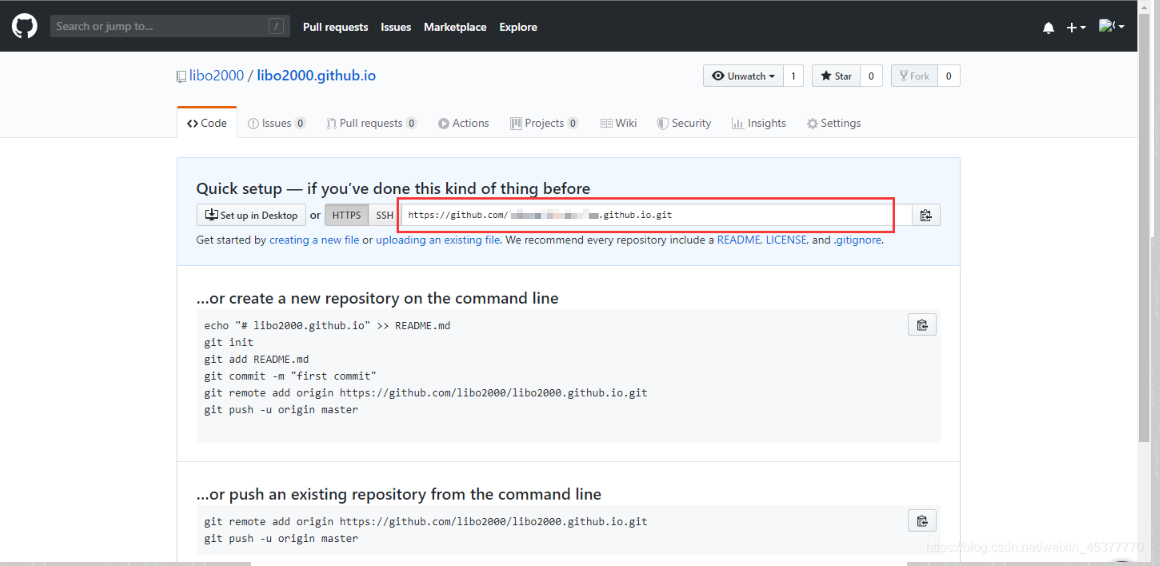 Search or jump to... / Pull requests Issues Marketplace Explore
libo2000 / libo2000.github.io Unwatch 1 Star 0 Fork 0
Code Issues 0 Pull requests 0 Actions Projects 0 Wiki Security Insights Settings
Quick setup — if you've done this kind of thing before
Set up in Desktop or HTTPS SSH https://github.com/ .github.io.git
Get started by creating a new file or uploading an existing file. We recommend every repository include a README, LICENSE, and .gitignore.
...or create a new repository on the command line
echo "# libo2000.github.io" >> README.md
git init
git add README.md
git commit -m "first commit"
git remote add origin https://github.com/libo2000/libo2000.github.io.git
git push -u origin master
...or push an existing repository from the command line
git remote add origin https://github.com/libo2000/libo2000.github.io.git
git push -u origin master
https://blog.csdn.net/weixin_45377770